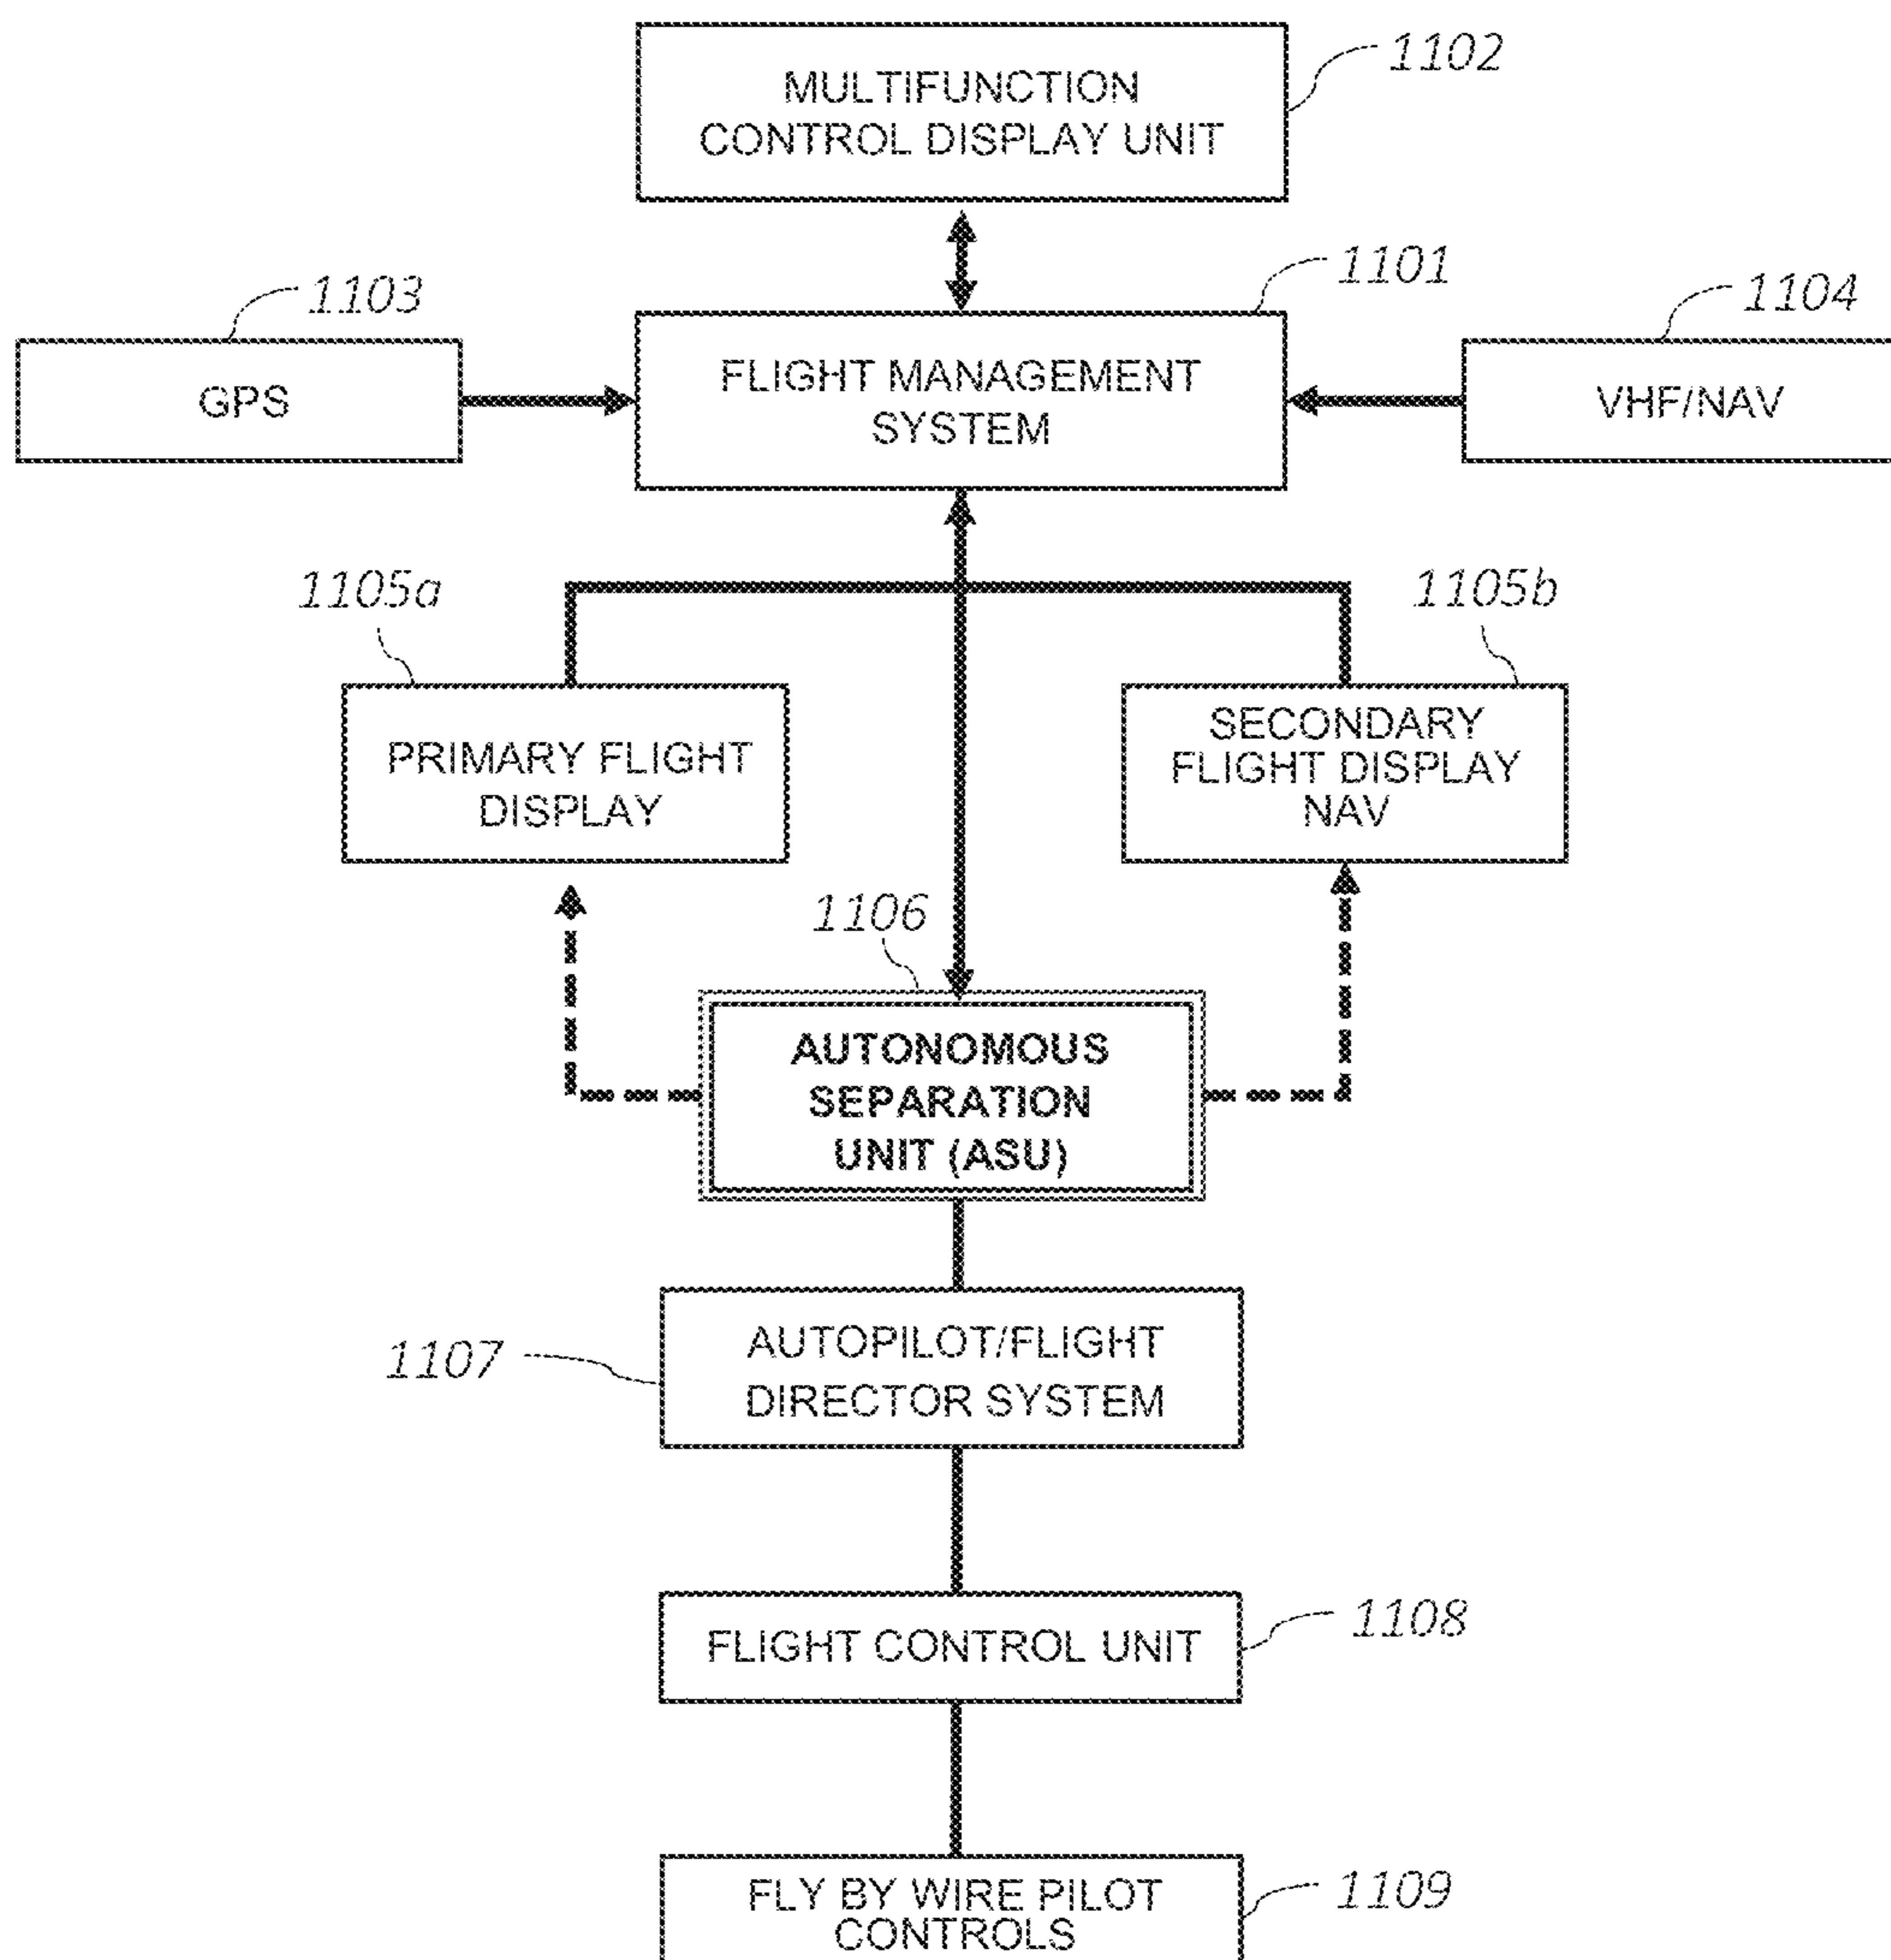 1102
MULTIFUNCTION
CONTROL DISPLAY UNIT
1101
1103
1104
GPS
FLIGHT MANAGEMENT
SYSTEM
VHF/NAV
1105a
1105b
PRIMARY FLIGHT
DISPLAY
SECONDARY
FLIGHT DISPLAY
NAV
1106
AUTONOMOUS
SEPARATION
UNIT (ASU)
1107
AUTOPILOT/FLIGHT
DIRECTOR SYSTEM
FLIGHT CONTROL UNIT
1108
FLY BY WIRE PILOT
CONTROLS
1109